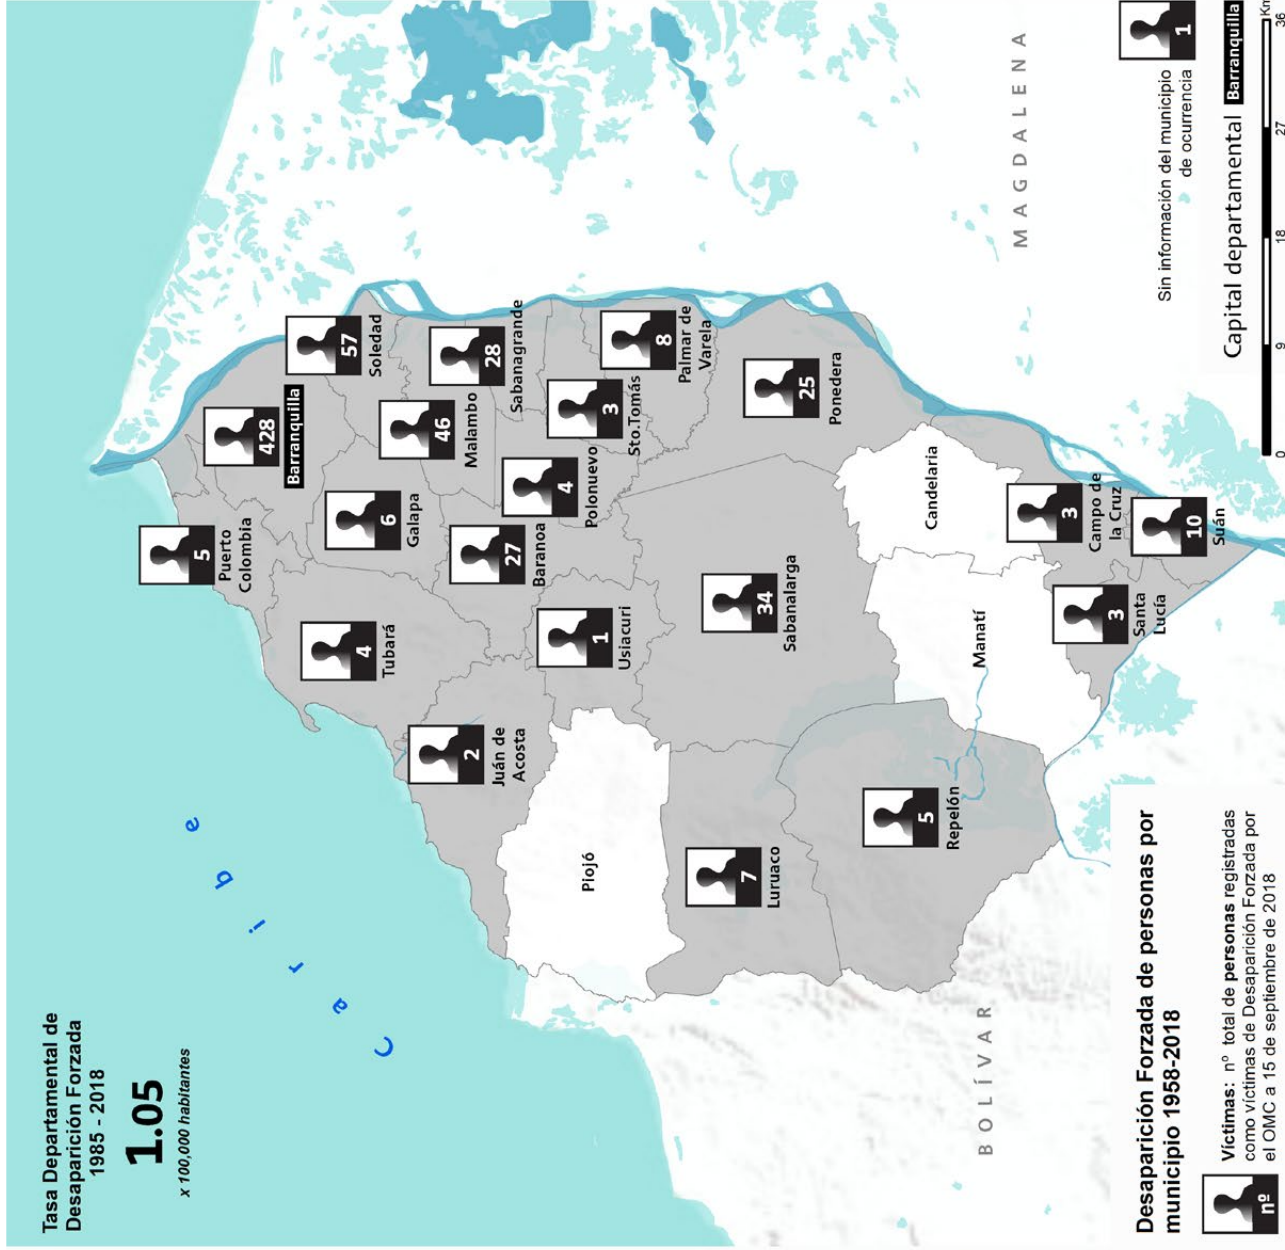 Tasa Departamental de
Desaparición Forzada
1985 - 2018
1.05
x 100,000 habitantes
Caribe
5
Puerto
Colombia
428
Barranquilla
57
Soledad
4
Tubará
6
Galapa
46
Malambo
28
Sabanagrande
2
Juán de
Acosta
27
Baranoa
4
Polonuevo
3
Sto.Tomás
8
Palmar de
Varela
1
Usiacuri
Piojó
34
Sabanalarga
25
Ponedera
7
Luruaco
5
Repelón
Manatí
Candelaria
3
Campo de
la Cruz
3
Santa
Lucía
10
Suán
BOLÍVAR
MAGDALENA
Desaparición Forzada de personas por
municipio 1958-2018
nº
Víctimas: nº total de personas registradas
como víctimas de Desaparición Forzada por
el OMC a 15 de septiembre de 2018
Sin información del municipio
de ocurrencia
1
Capital departamental Barranquilla
0 9 18 27 36
Km